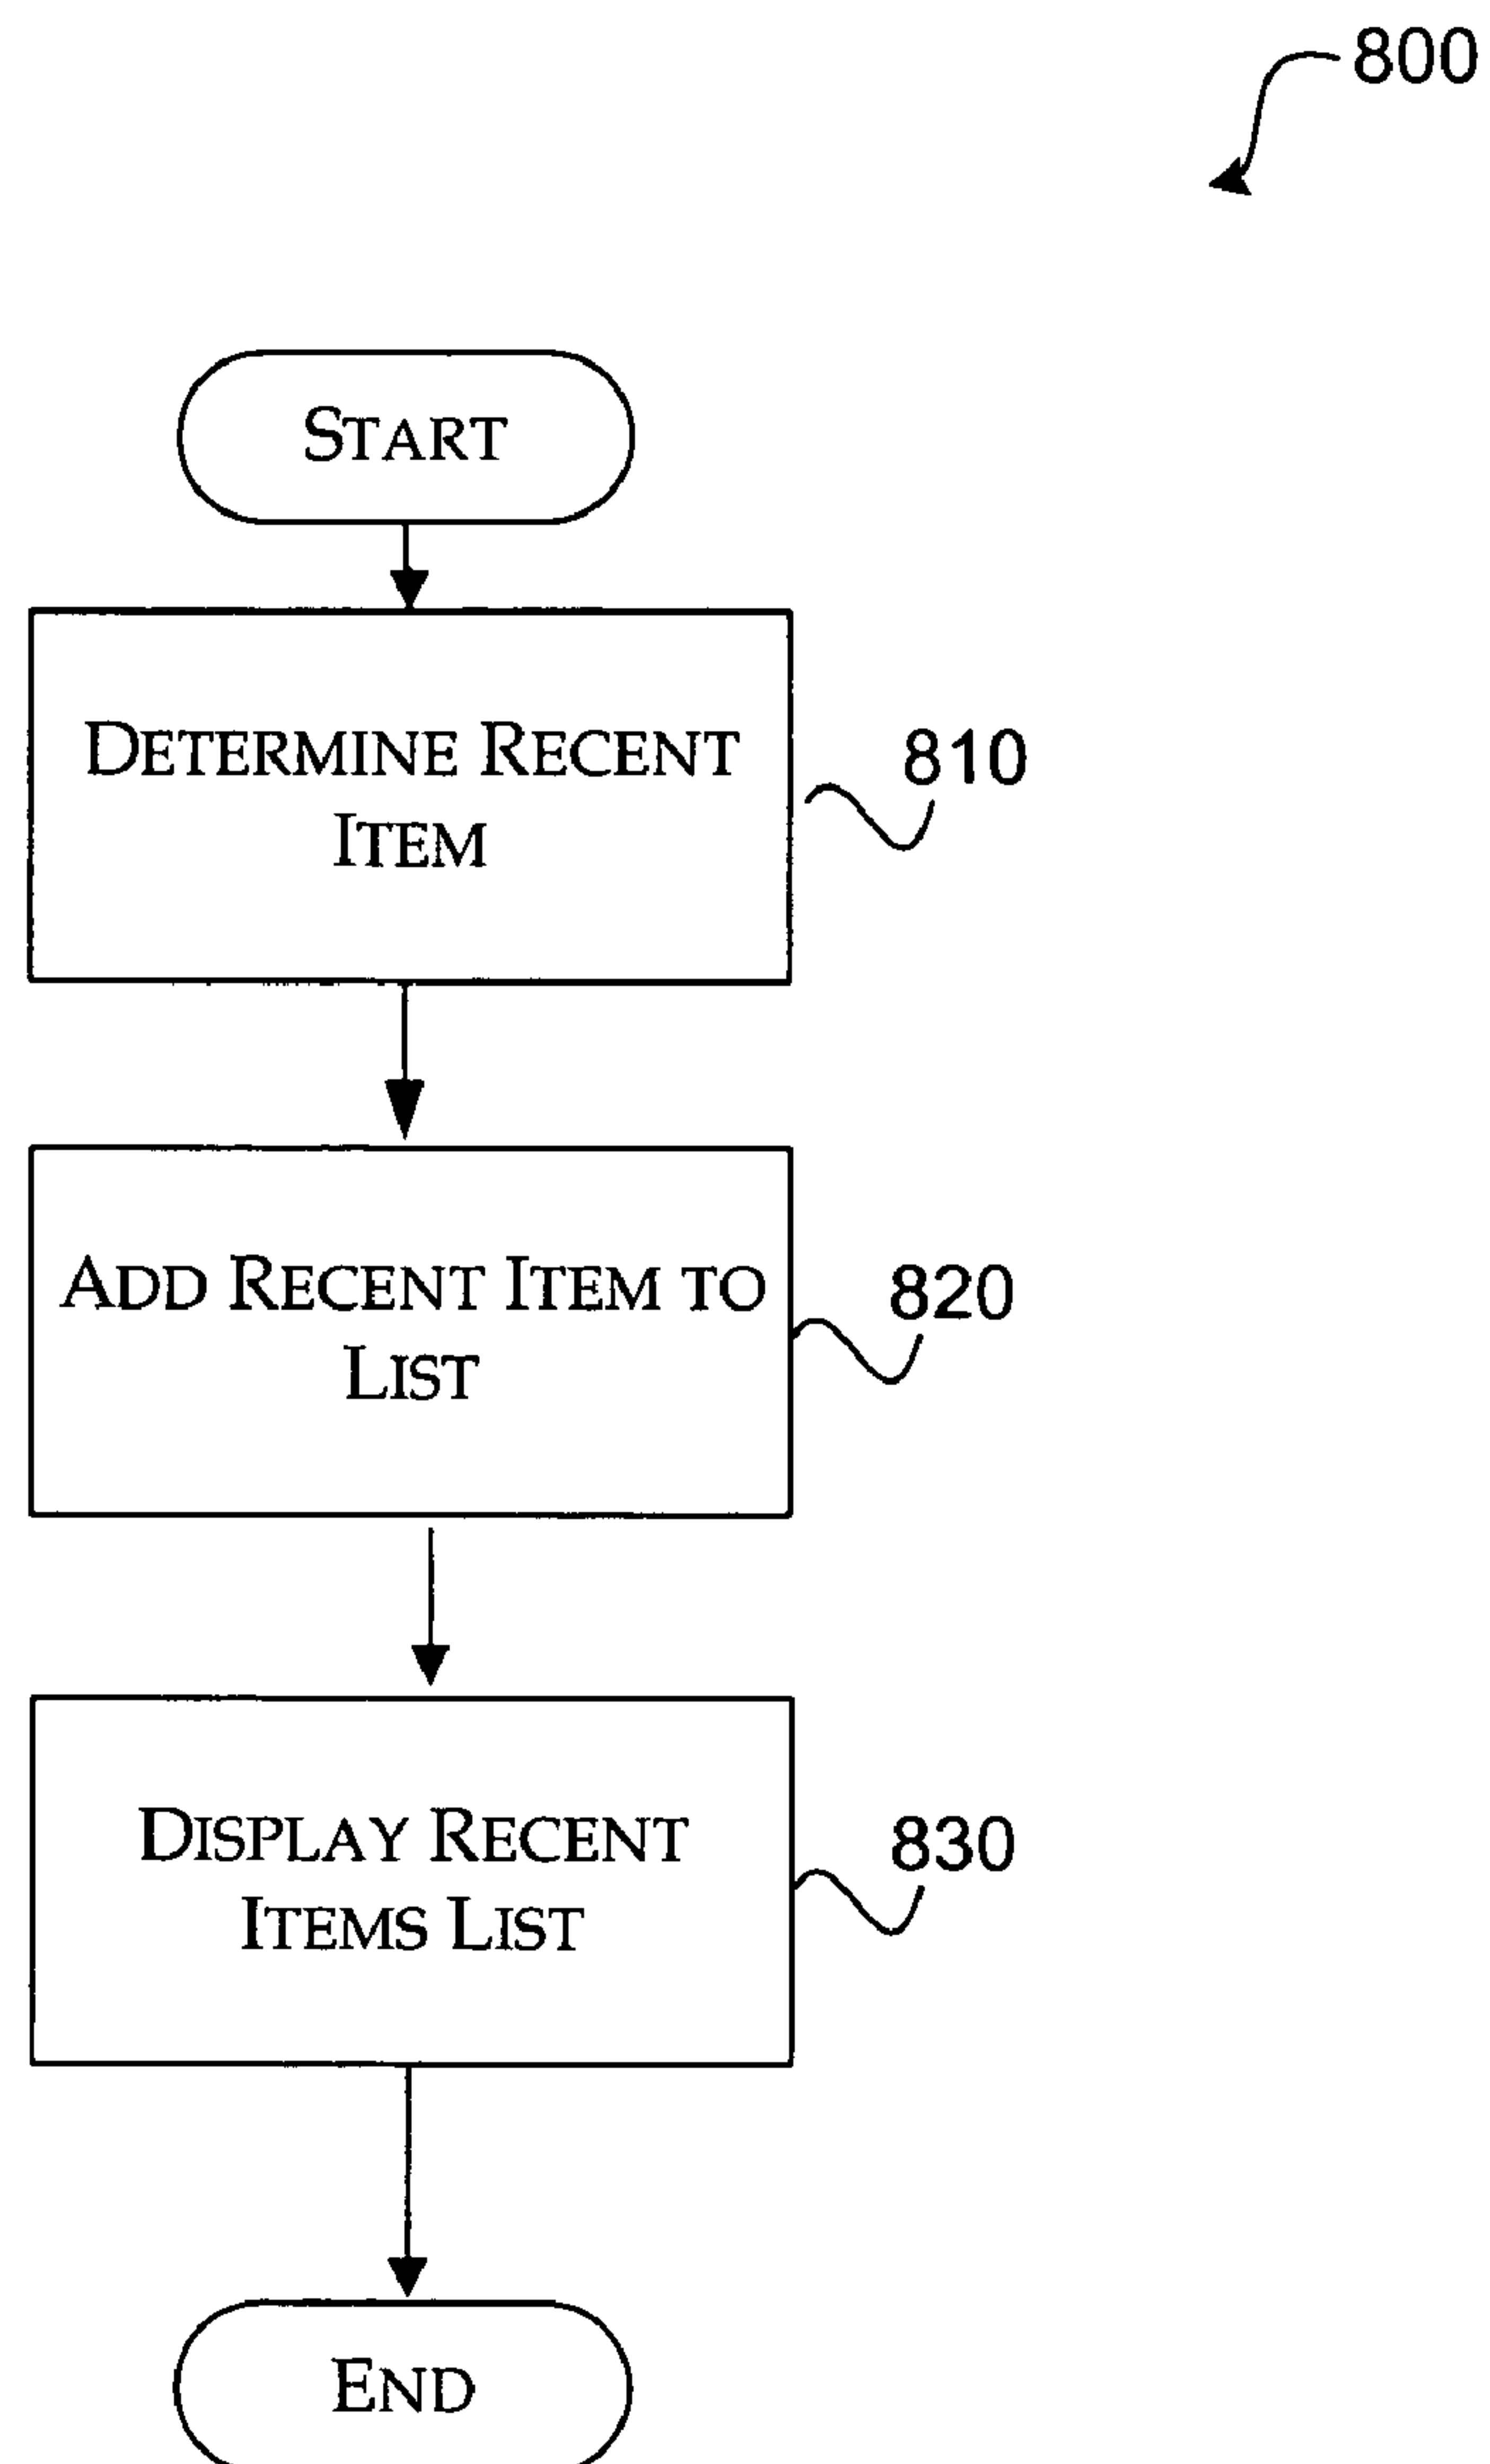 800
START
DETERMINE RECENT
ITEM
810
ADD RECENT ITEM TO
LIST
820
DISPLAY RECENT
ITEMS LIST
830
END